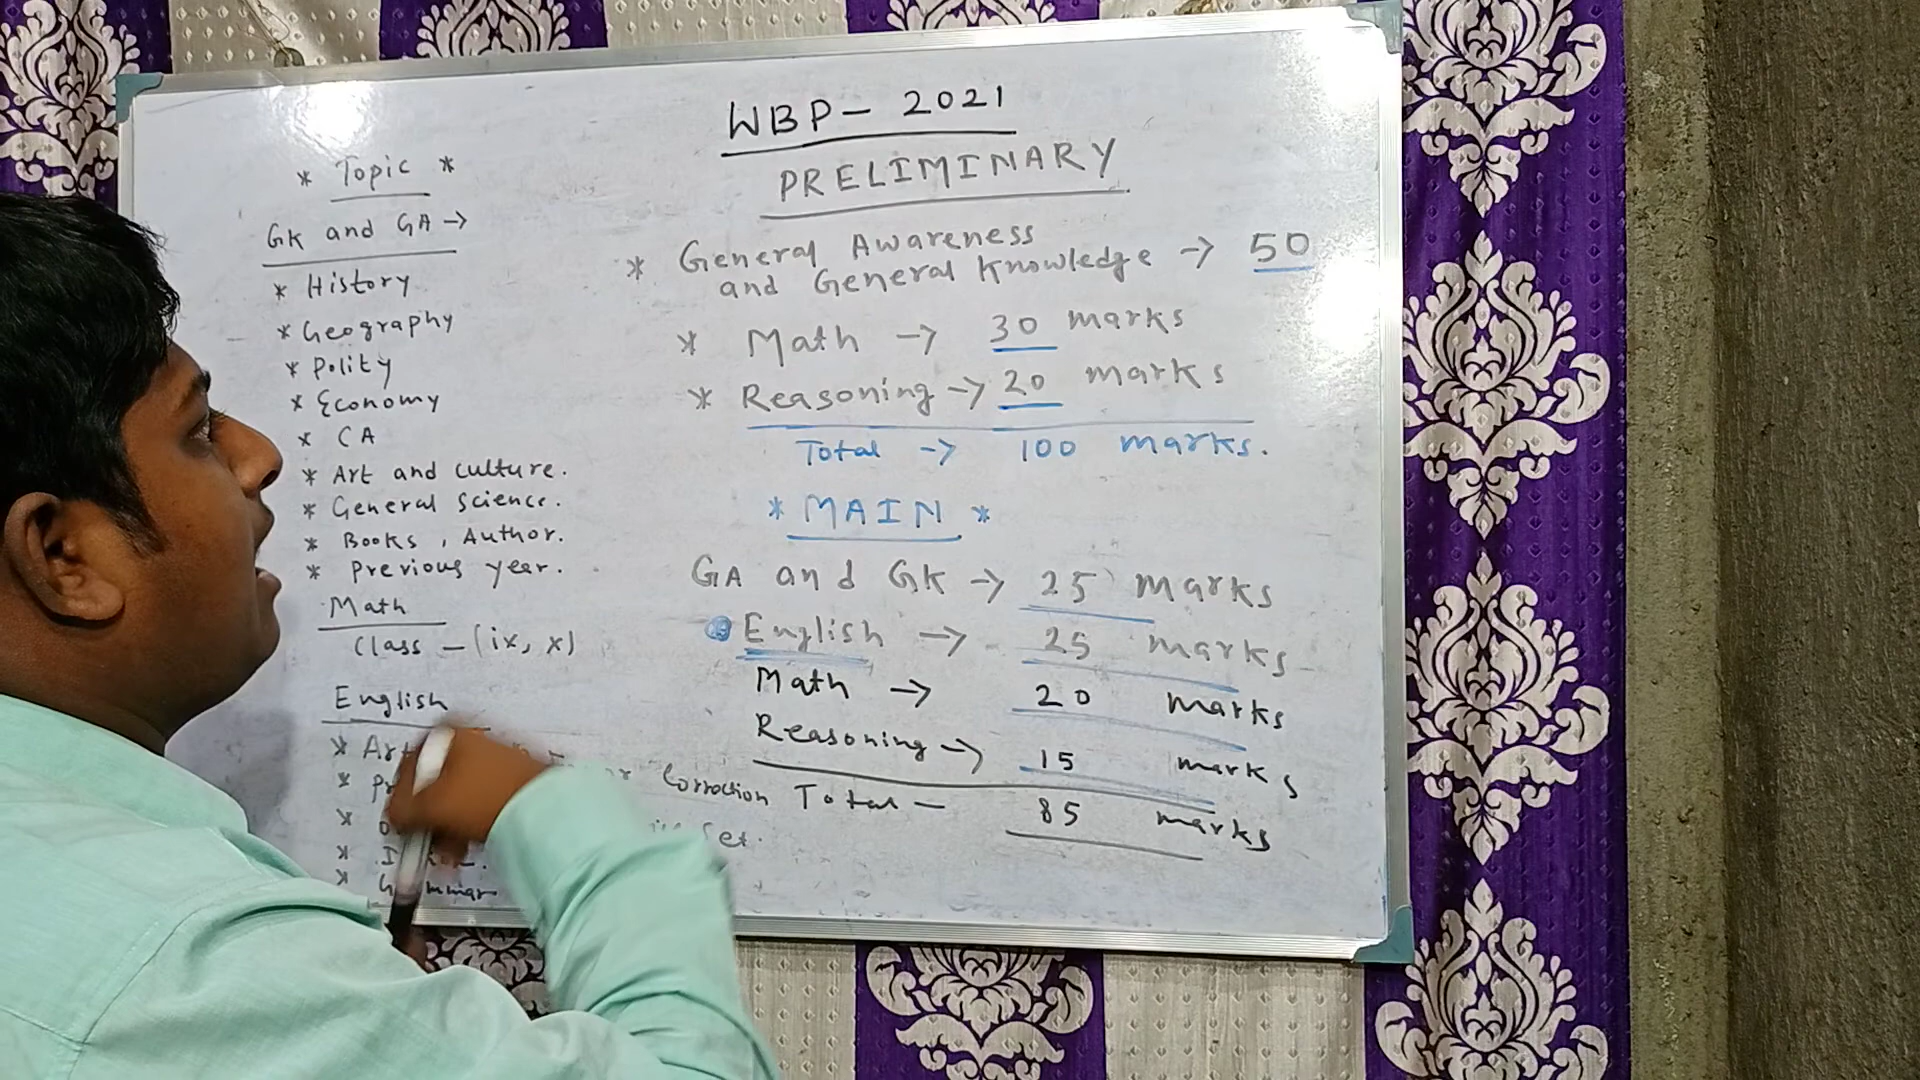 WBP - 2021
PRELIMINARY
* Topic *
GK and GA →
* History
* Geography
* Polity
* Economy
* CA
* Art and culture.
* General Science.
* Books, Author.
* Previous year.
Math
Class - (ix, x)
English
*
*
*
*
*
* General Awareness
and General Knowledge → 50
* Math → 30 marks
* Reasoning → 20 marks
Total → 100 marks.
* MAIN *
GA and GK → 25 marks
English → 25 marks
Math → 20 marks
Reasoning → 15 marks
Total - 85 marks